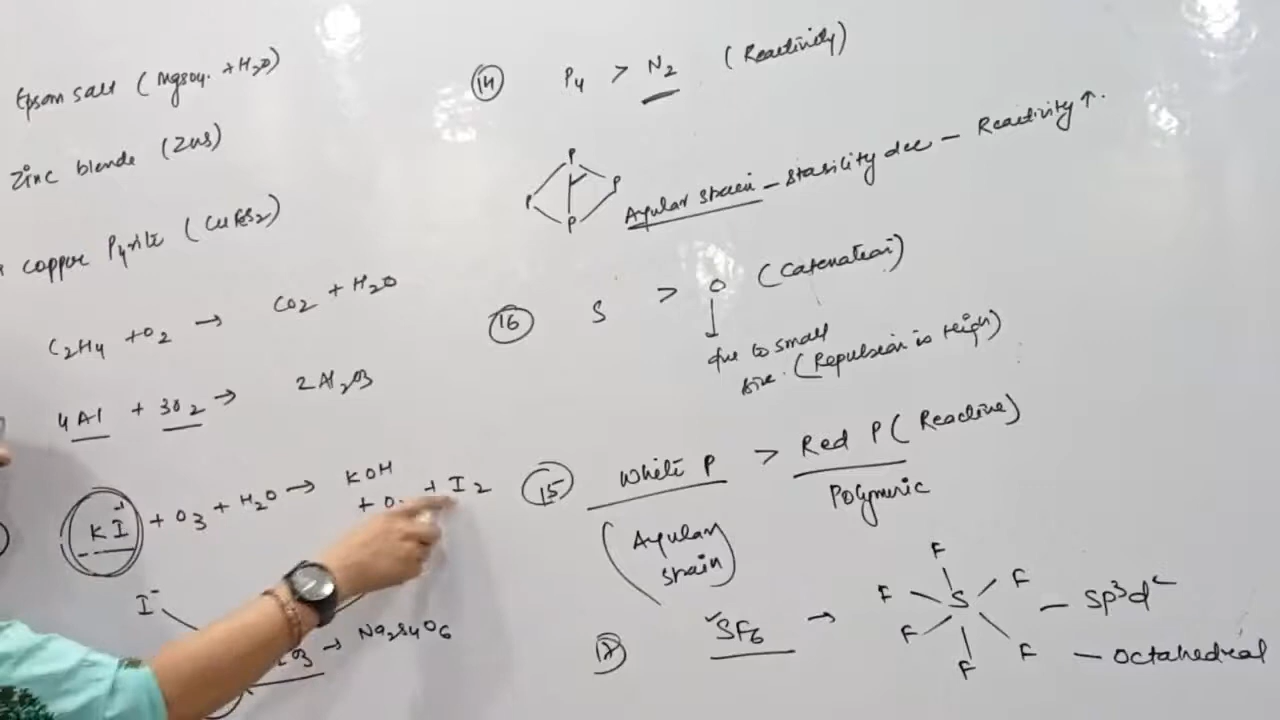 Epsom salt (MgSO4. + H2O)
Zinc blende (ZnS)
copper Pyrite (CuFeS2)
C2H4 + O2 → CO2 + H2O
4Al + 3O2 → 2Al2O3
KI -1 + O3 + H2O → KOH
+ O + I2
I-
O3 → Na2S4O6
14 P4 > N2 (Reactivity)
P
P P
P
Angular strain - stability dec - Reactivity ↑.
16 S > O (Catenation)
↓
due to small
size. (Repulsion is High)
15 White P > Red P (Reactive)
(Angular strain) Polymeric
SF6 →
F
F F
S
F F
F
- sp3d2
- octahedral